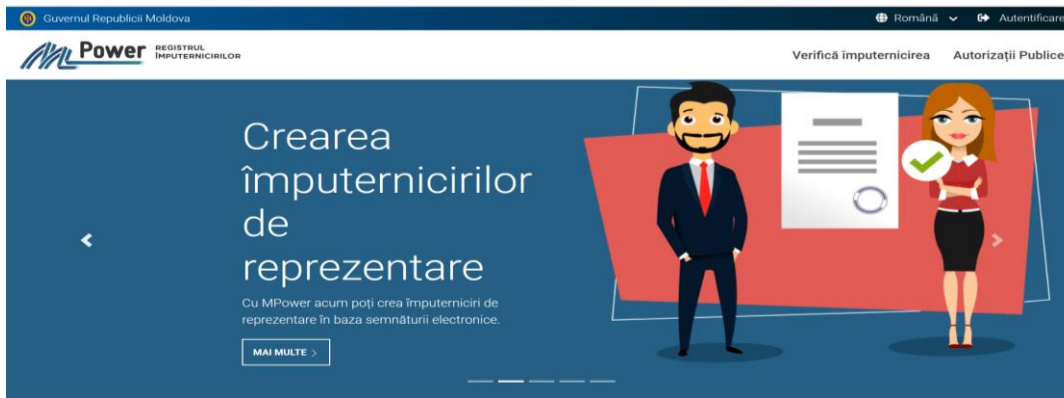 Guvernul Republicii Moldova
Română
Autentificare
MPower
REGISTRUL
ÎMPUTERNICIRILOR
Verifică împuternicirea
Autorizații Publice
Crearea
împuternicirilor
de
reprezentare
Cu MPower acum poți crea împuterniciri de
reprezentare în baza semnăturii electronice.
MAI MULTE >